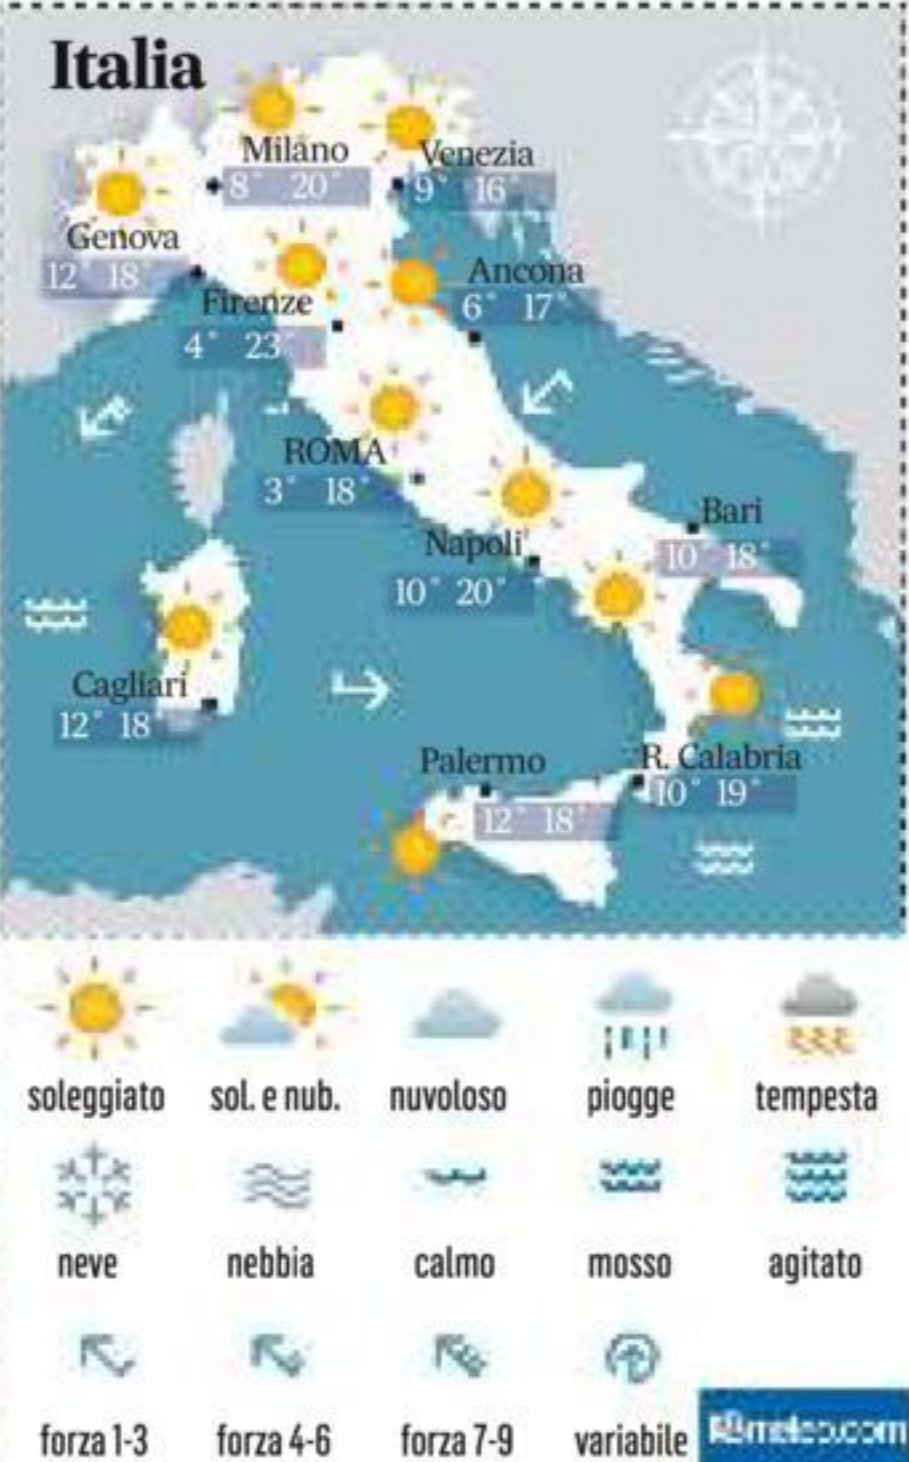 Italia
Milano
8° 20°
Venezia
9° 16°
Genova
12° 18°
Firenze
4° 23°
Ancona
6° 17°
ROMA
3° 18°
Napoli
10° 20°
Bari
10° 18°
Cagliari
12° 18°
Palermo
12° 18°
R. Calabria
10° 19°
soleggiato sol. e nub. nuvoloso piogge tempesta
neve nebbia calmo mosso agitato
forza 1-3 forza 4-6 forza 7-9 variabile